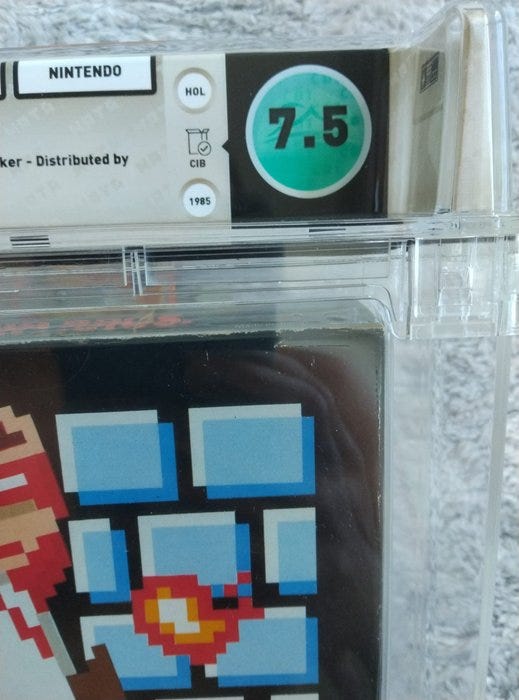 NINTENDO
HOL
7.5
ker - Distributed by
CIB
1985